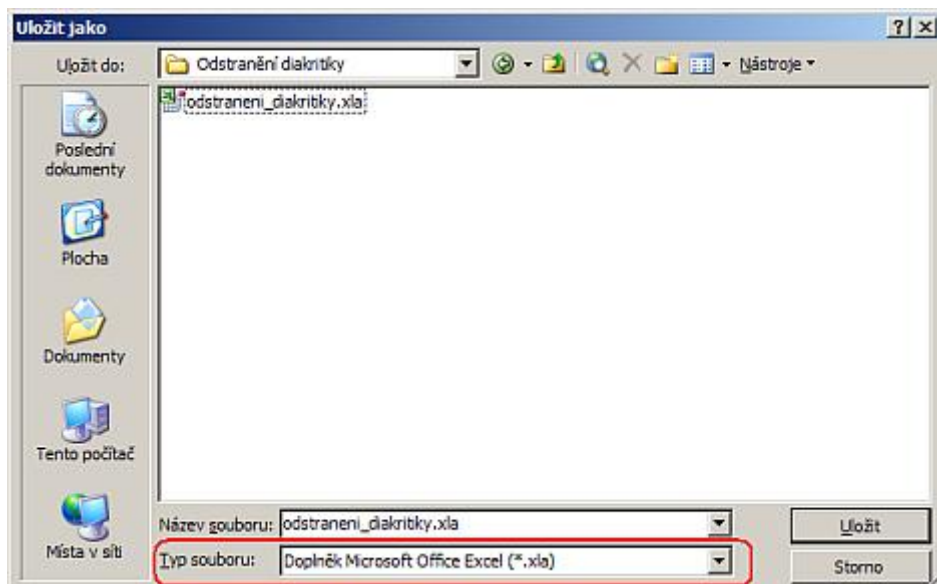 Uložit jako
Uložit do:
Odstranění diakritiky
Nástroje
odstraneni_diakritiky.xla
Poslední
dokumenty
Plocha
Dokumenty
Tento počítač
Místa v síti
Název souboru:
odstraneni_diakritiky.xla
Uložit
Typ souboru:
Doplněk Microsoft Office Excel (*.xla)
Storno